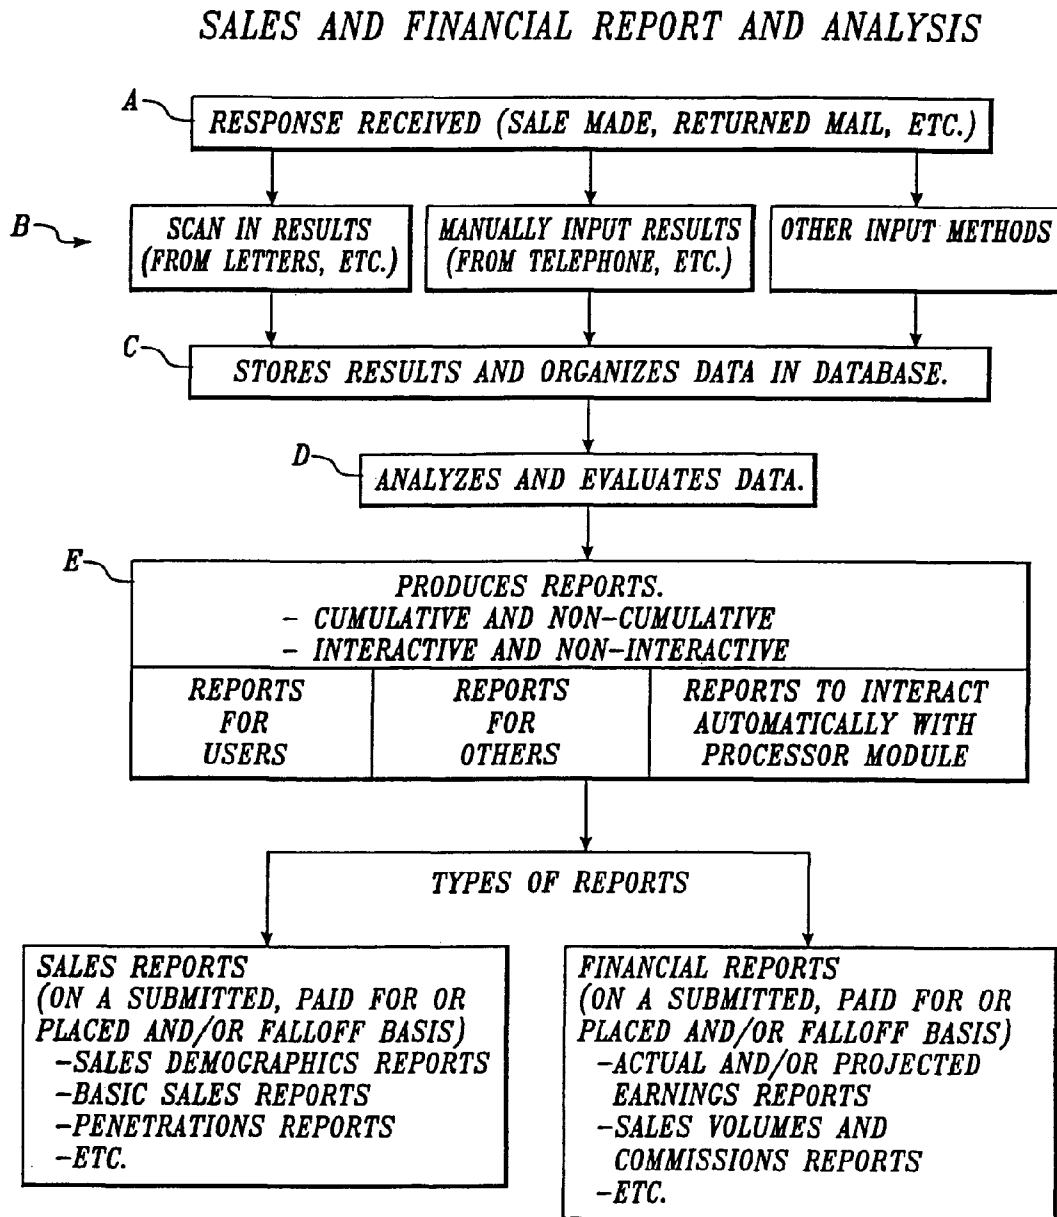 SALES AND FINANCIAL REPORT AND ANALYSIS
A
RESPONSE RECEIVED (SALE MADE, RETURNED MAIL, ETC.)
B
SCAN IN RESULTS
(FROM LETTERS, ETC.)
MANUALLY INPUT RESULTS
(FROM TELEPHONE, ETC.)
OTHER INPUT METHODS
C
STORES RESULTS AND ORGANIZES DATA IN DATABASE.
D
ANALYZES AND EVALUATES DATA.
E
PRODUCES REPORTS.
- CUMULATIVE AND NON-CUMULATIVE
- INTERACTIVE AND NON-INTERACTIVE
REPORTS
FOR
USERS
REPORTS
FOR
OTHERS
REPORTS TO INTERACT
AUTOMATICALLY WITH
PROCESSOR MODULE
TYPES OF REPORTS
SALES REPORTS
(ON A SUBMITTED, PAID FOR OR
PLACED AND/OR FALLOFF BASIS)
-SALES DEMOGRAPHICS REPORTS
-BASIC SALES REPORTS
-PENETRATIONS REPORTS
-ETC.
FINANCIAL REPORTS
(ON A SUBMITTED, PAID FOR OR
PLACED AND/OR FALLOFF BASIS)
-ACTUAL AND/OR PROJECTED
EARNINGS REPORTS
-SALES VOLUMES AND
COMMISSIONS REPORTS
-ETC.